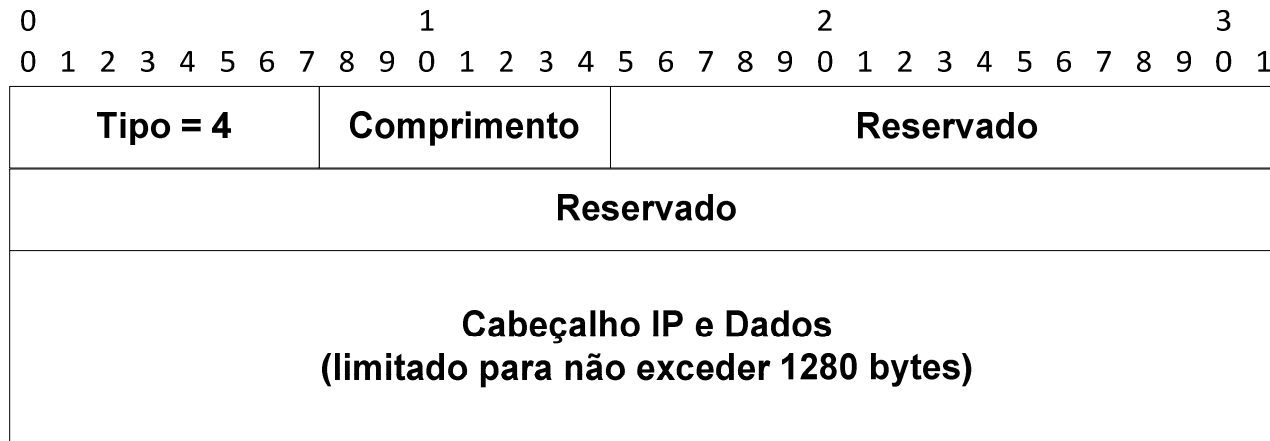 0 1 2 3
0 1 2 3 4 5 6 7 8 9 0 1 2 3 4 5 6 7 8 9 0 1 2 3 4 5 6 7 8 9 0 1
Tipo = 4 Comprimento Reservado
Reservado
Cabeçalho IP e Dados
(limitado para não exceder 1280 bytes)